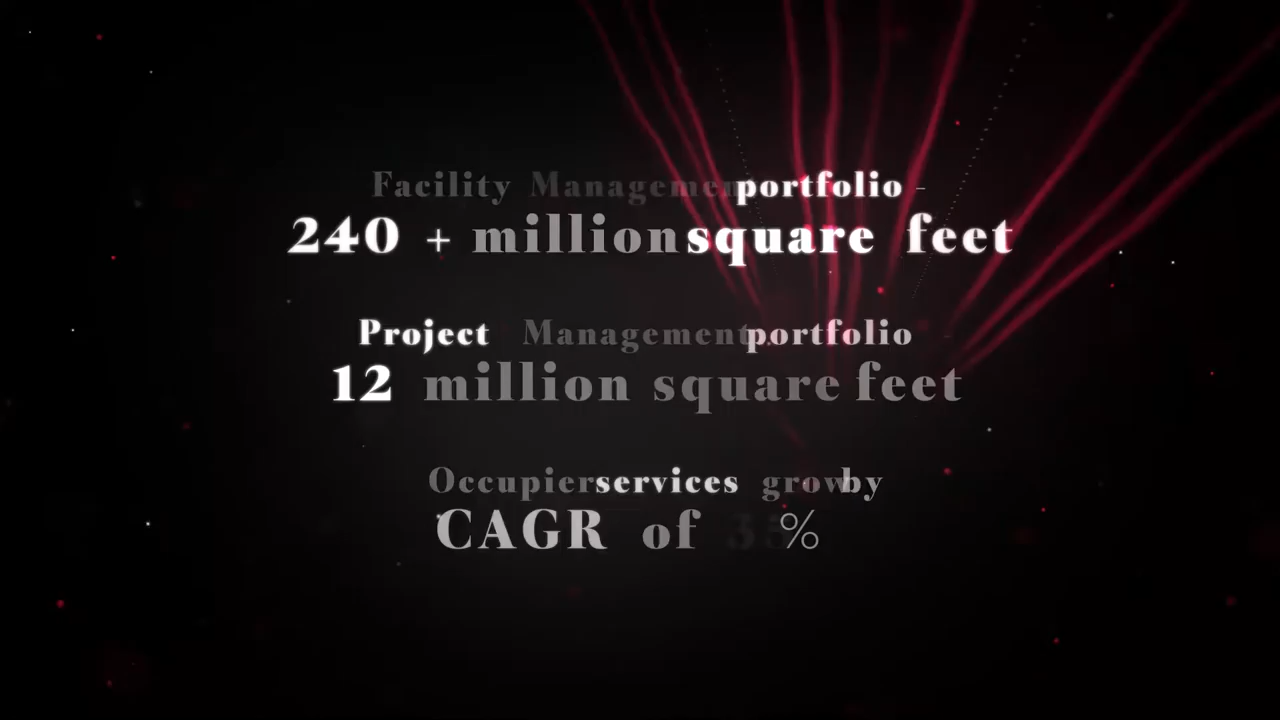 Facility Management portfolio -
240 + million square feet
Project Management portfolio
12 million square feet
Occupier services grow by
CAGR of %